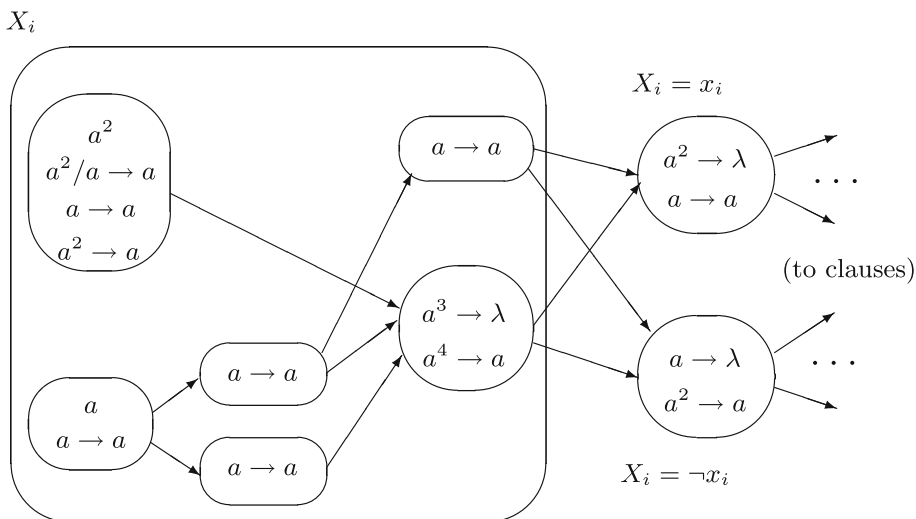 X_i
a^2
a^2/a → a
a → a
a^2 → a
a
a → a
a → a
a → a
a → a
a^3 → λ
a^4 → a
X_i = x_i
a^2 → λ
a → a
...
(to clauses)
a → λ
a^2 → a
...
X_i = ¬x_i